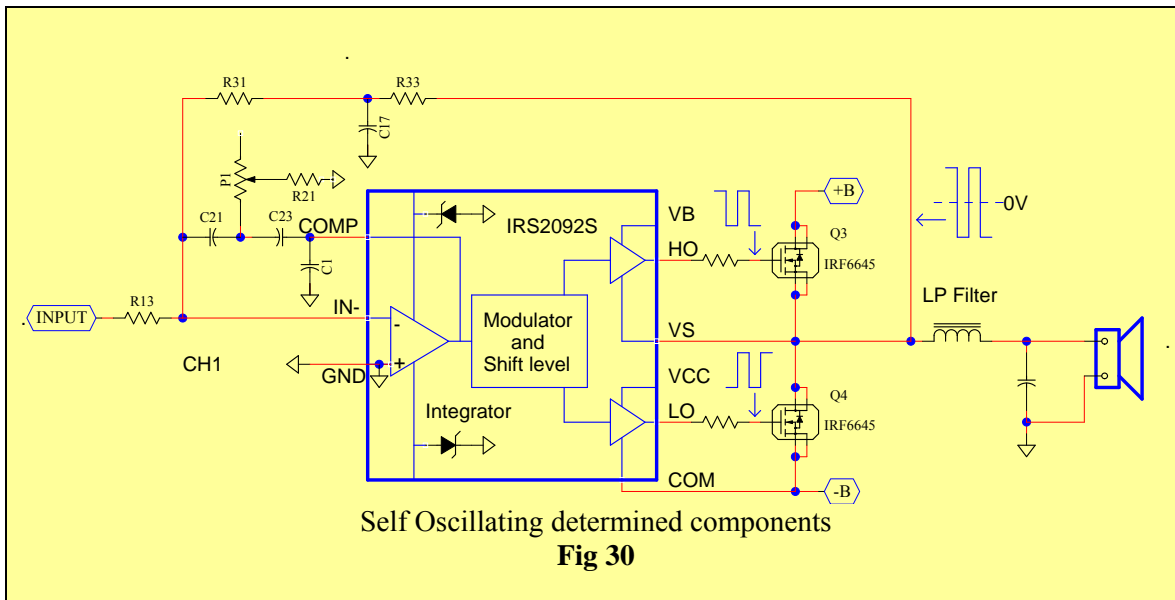 R31
R33
C17
P1
R21
C21
C23
COMP
C1
IRS2092S
VB
HO
+B
Q3
IRF6645
0V
LP Filter
INPUT
R13
IN-
-
+
GND
CH1
Modulator
and
Shift level
Integrator
VS
VCC
LO
COM
Q4
IRF6645
-B
Self Oscillating determined components
Fig 30